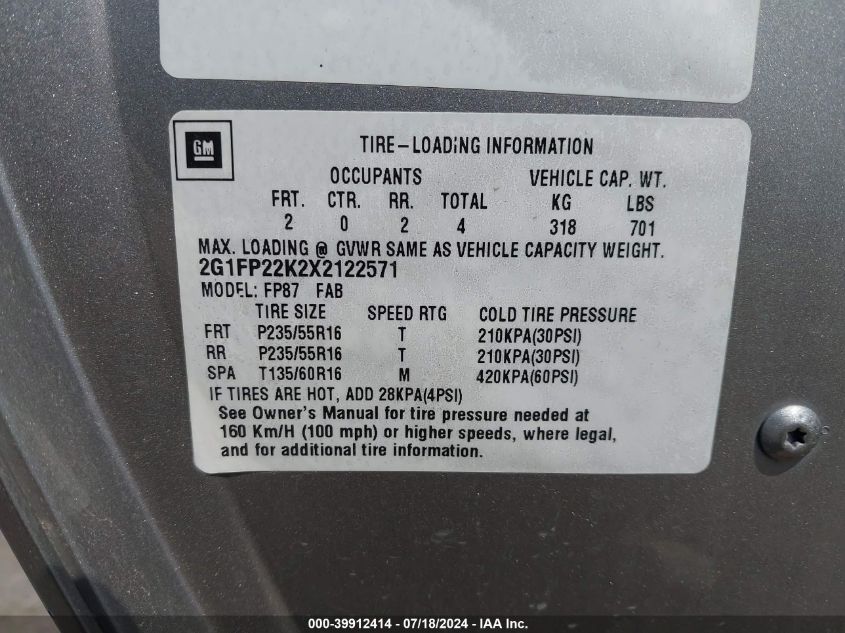 GM
TIRE-LOADING INFORMATION
OCCUPANTS VEHICLE CAP. WT.
FRT. CTR. RR. TOTAL KG LBS
2 0 2 4 318 701
MAX. LOADING @ GVWR SAME AS VEHICLE CAPACITY WEIGHT.
2G1FP22K2X2122571
MODEL: FP87 FAB
TIRE SIZE SPEED RTG COLD TIRE PRESSURE
FRT P235/55R16 T 210KPA(30PSI)
RR P235/55R16 T 210KPA(30PSI)
SPA T135/60R16 M 420KPA(60PSI)
IF TIRES ARE HOT, ADD 28KPA(4PSI)
See Owner's Manual for tire pressure needed at
160 Km/H (100 mph) or higher speeds, where legal,
and for additional tire information.
000-39912414 - 07/18/2024 - IAA Inc.